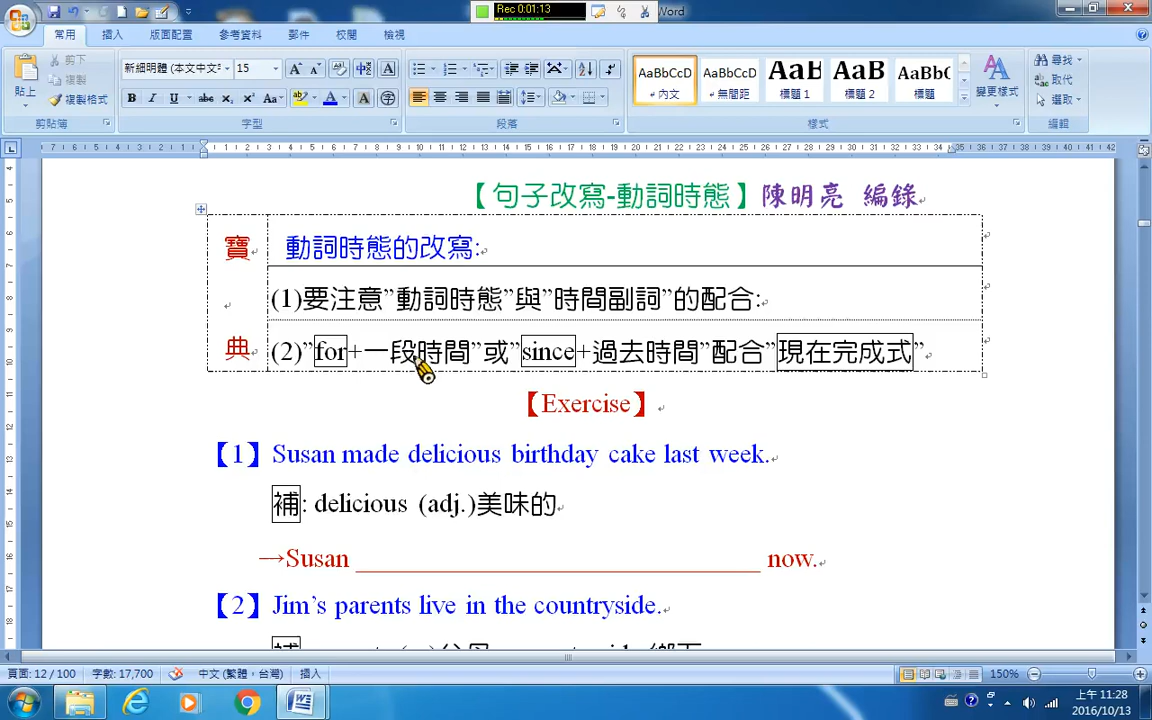 Rec 0:01:13
Word
常用 插入 版面配置 參考資料 郵件 校閱 檢視
貼上
剪下
複製
複製格式
剪貼簿
新細明體 (本文中文字 15
字型
段落
AaBbCcD 內文
AaBbCcD 無間距
AaB 標題 1
AaB 標題 2
AaBbC 標題
變更樣式
樣式
尋找
取代
選取
編輯
【句子改寫-動詞時態】陳明亮 編錄
寶 動詞時態的改寫:
(1)要注意”動詞時態”與”時間副詞”的配合:
典 (2)”for+一段時間”或”since+過去時間”配合”現在完成式”
【Exercise】
【1】Susan made delicious birthday cake last week.
補: delicious (adj.)美味的
→Susan ______________________________ now.
【2】Jim’s parents live in the countryside.
頁面: 12 / 100 字數: 17,700 中文 (繁體，台灣) 插入 150%
上午 11:28
2016/10/13